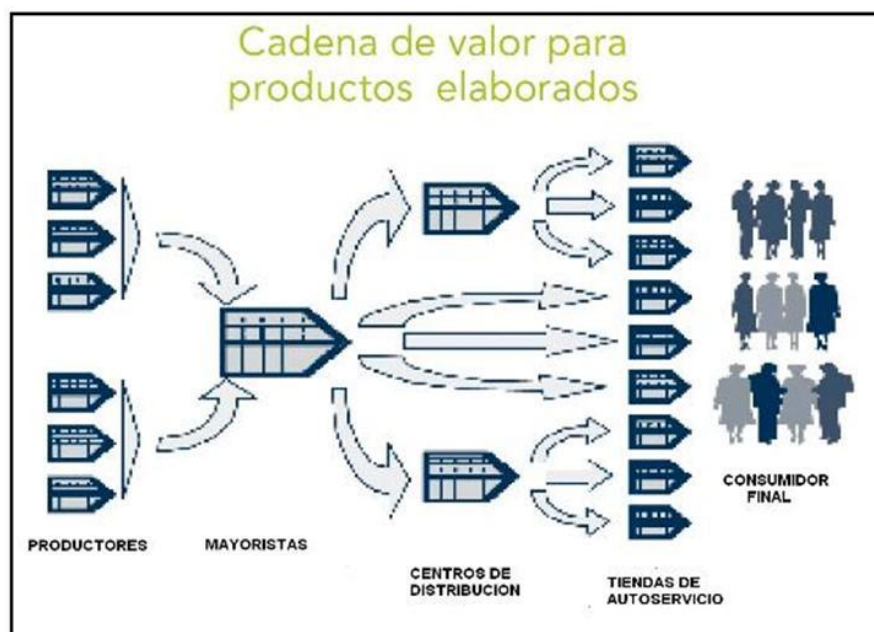 Cadena de valor para
productos elaborados
PRODUCTORES
MAYORISTAS
CENTROS DE
DISTRIBUCION
TIENDAS DE
AUTOSERVICIO
CONSUMIDOR
FINAL